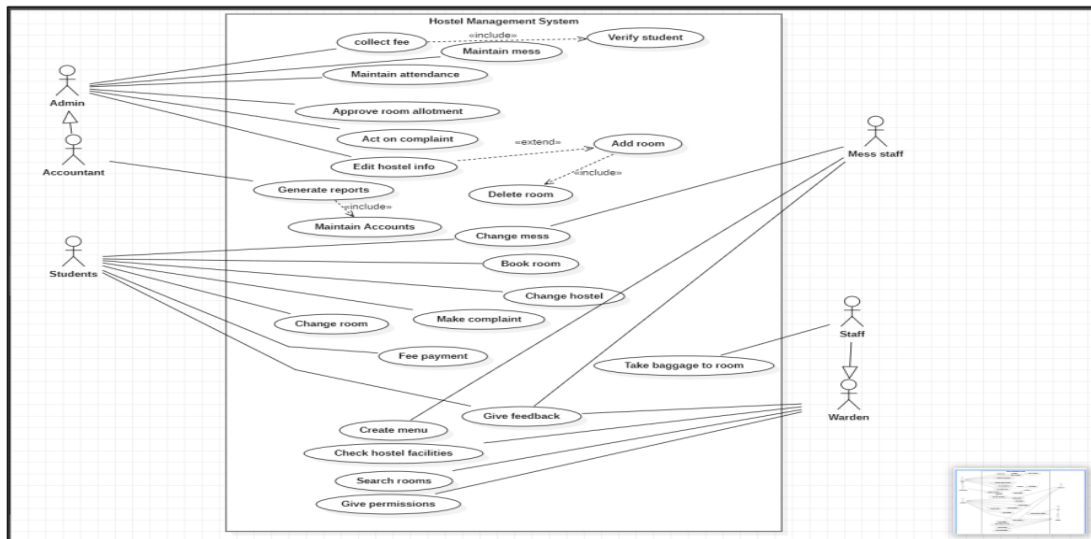 Hostel Management System
collect fee
«include»
Verify student
Maintain mess
Maintain attendance
Admin
Approve room allotment
Act on complaint
«extend»
Add room
Mess staff
Accountant
Edit hostel info
«include»
Generate reports
Delete room
«include»
Maintain Accounts
Change mess
Students
Book room
Change hostel
Change room
Make complaint
Staff
Fee payment
Take baggage to room
Give feedback
Warden
Create menu
Check hostel facilities
Search rooms
Give permissions